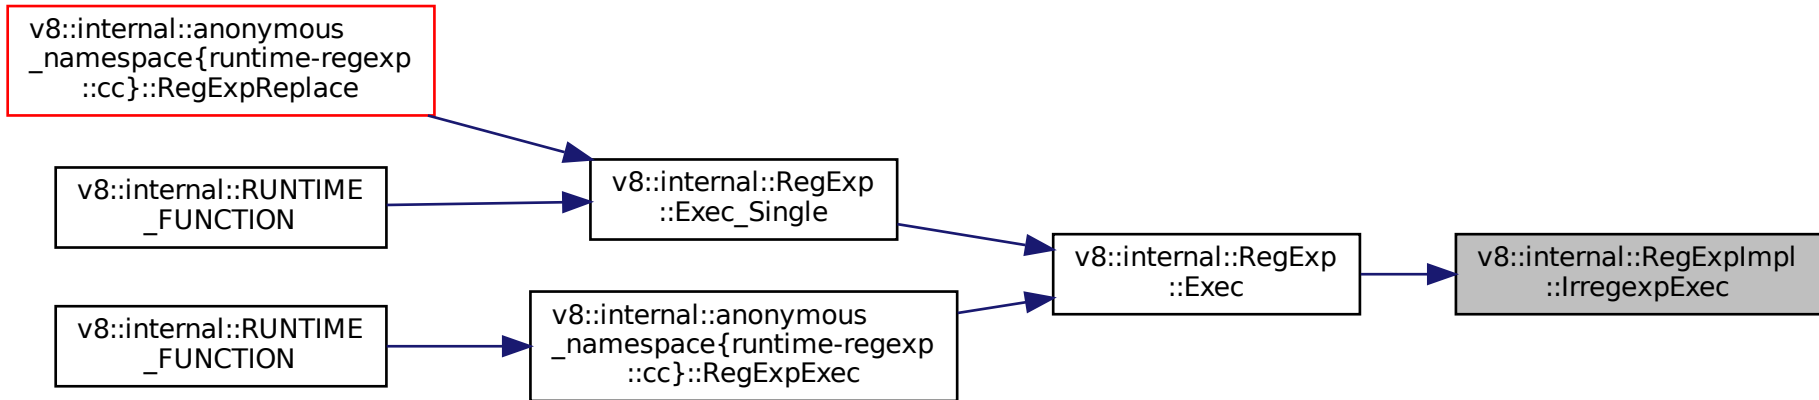 v8::internal::anonymous
_namespace{runtime-regexp
::cc}::RegExpReplace
v8::internal::RUNTIME
_FUNCTION
v8::internal::RUNTIME
_FUNCTION
v8::internal::RegExp
::Exec_Single
v8::internal::anonymous
_namespace{runtime-regexp
::cc}::RegExpExec
v8::internal::RegExp
::Exec
v8::internal::RegExpImpl
::IrregexpExec